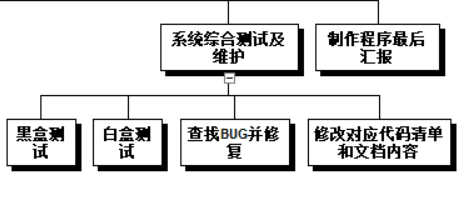 系统综合测试及
维护
制作程序最后
汇报
黑盒测
试
白盒测
试
查找BUG并修
复
修改对应代码清单
和文档内容